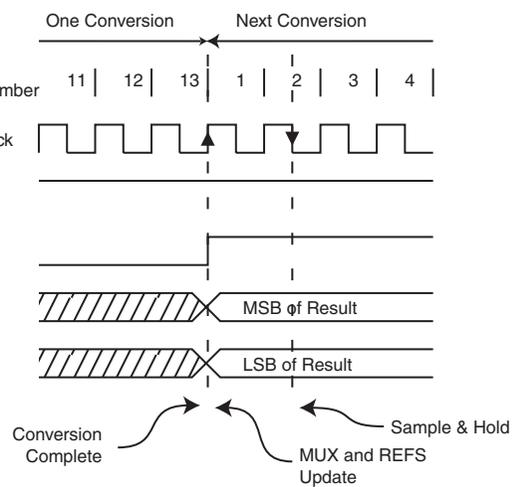 One Conversion
Next Conversion
mber 11 12 13 1 2 3 4
ck
MSB of Result
LSB of Result
Conversion
Complete
MUX and REFS
Update
Sample & Hold